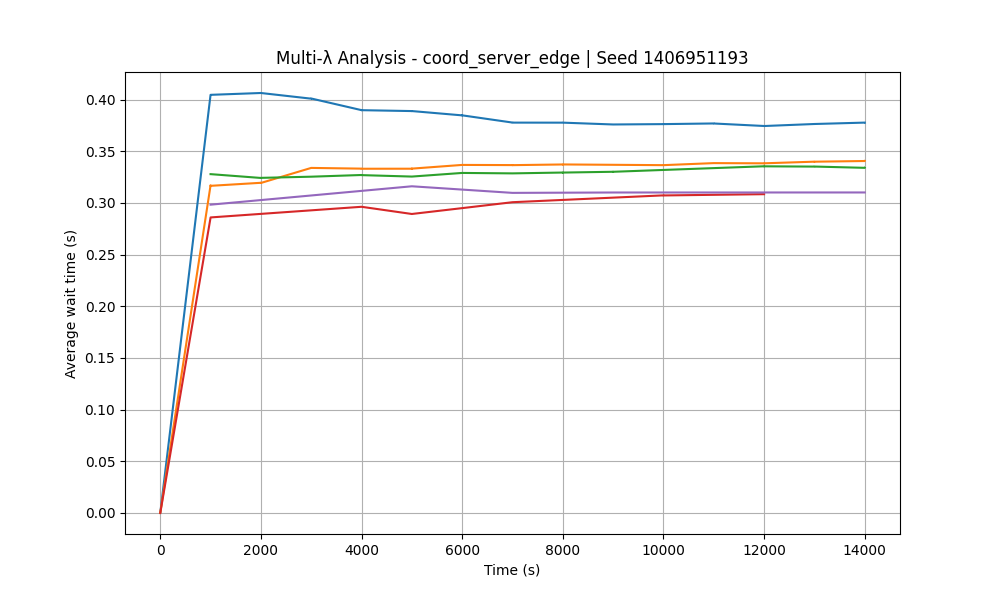 Multi-λ Analysis - coord_server_edge | Seed 1406951193
Average wait time (s)
0.40
0.35
0.30
0.25
0.20
0.15
0.10
0.05
0.00
0 2000 4000 6000 8000 10000 12000 14000
Time (s)